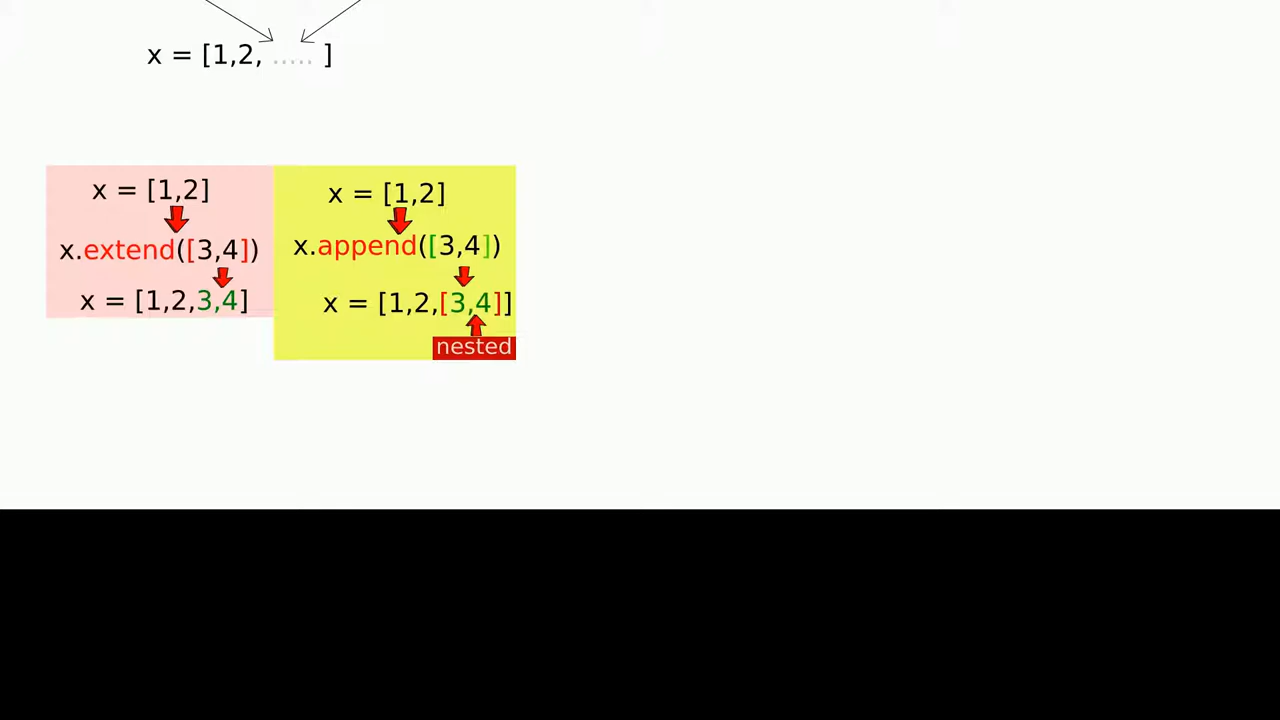 x = [1,2, ..... ]
x = [1,2]
x.extend([3,4])
x = [1,2,3,4]
x = [1,2]
x.append([3,4])
x = [1,2,[3,4]]
nested